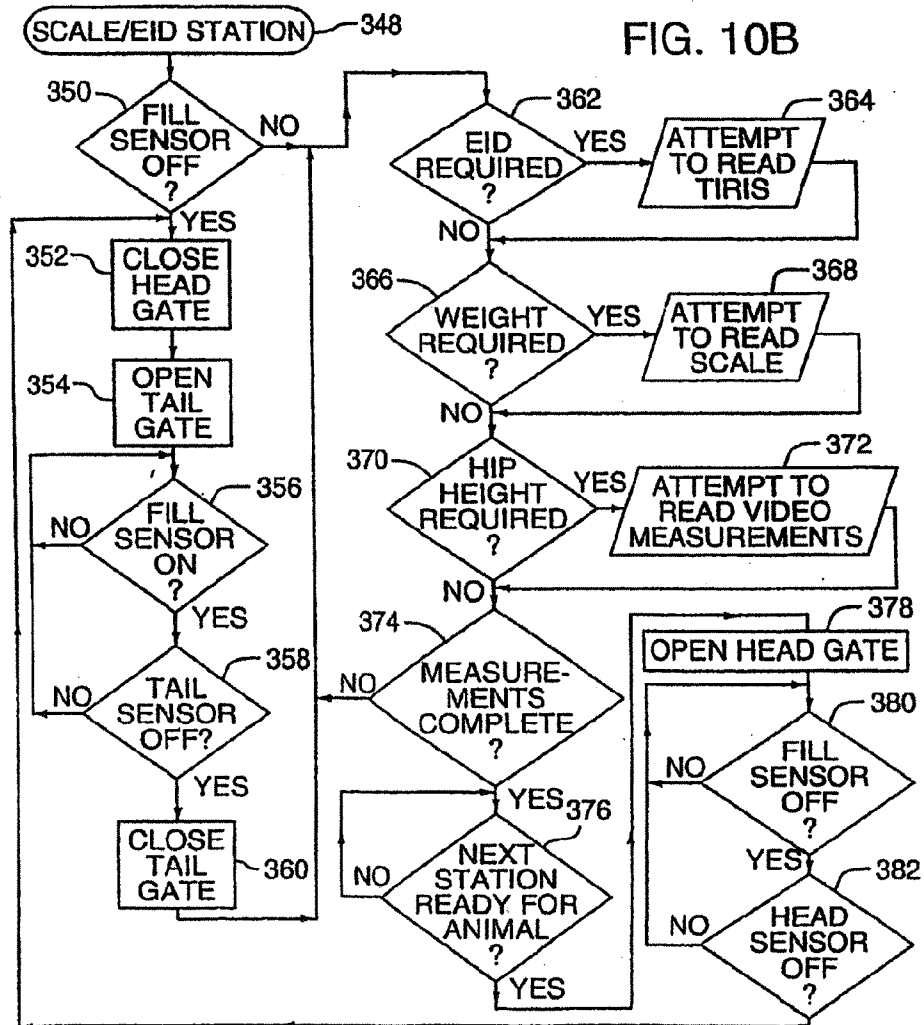 SCALE/EID STATION
348
FIG. 10B
350
FILL
SENSOR
OFF
?
NO
YES
352
CLOSE
HEAD
GATE
354
OPEN
TAIL
GATE
356
FILL
SENSOR
ON
?
NO
YES
358
TAIL
SENSOR
OFF?
NO
YES
CLOSE
TAIL
GATE
360
362
EID
REQUIRED
?
YES
NO
364
ATTEMPT
TO READ
TIRIS
366
WEIGHT
REQUIRED
?
YES
NO
368
ATTEMPT
TO READ
SCALE
370
HIP
HEIGHT
REQUIRED
?
YES
NO
372
ATTEMPT TO
READ VIDEO
MEASUREMENTS
374
MEASURE-
MENTS
COMPLETE
?
NO
YES
376
NEXT
STATION
READY FOR
ANIMAL
?
NO
YES
378
OPEN HEAD GATE
380
FILL
SENSOR
OFF
?
NO
YES
382
HEAD
SENSOR
OFF
?
NO